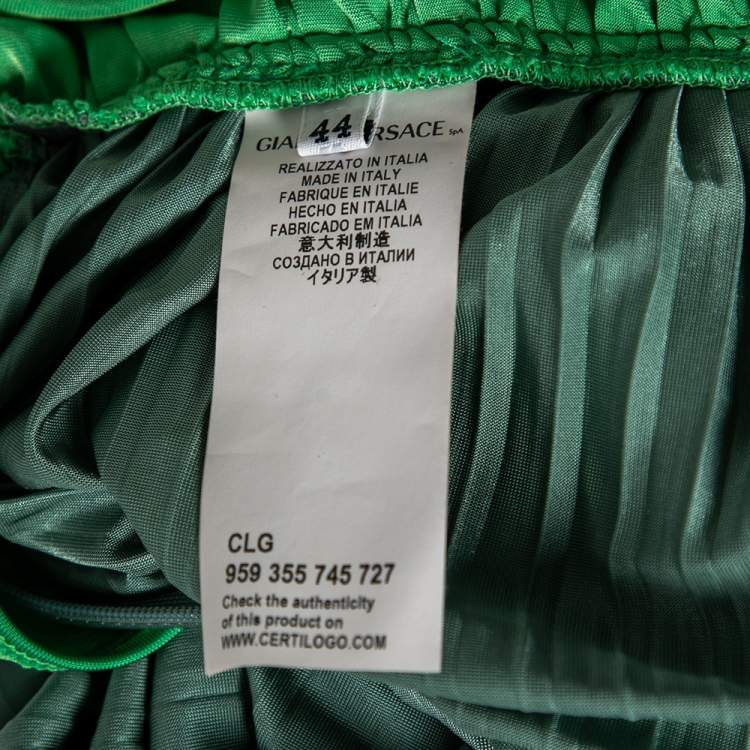 44
GIA RSACE SpA
REALIZZATO IN ITALIA
MADE IN ITALY
FABRIQUE EN ITALIE
HECHO EN ITALIA
FABRICADO EM ITALIA
意大利制造
СОЗДАНО В ИТАЛИИ
イタリア製
CLG
959 355 745 727
Check the authenticity
of this product on
WWW.CERTILOGO.COM